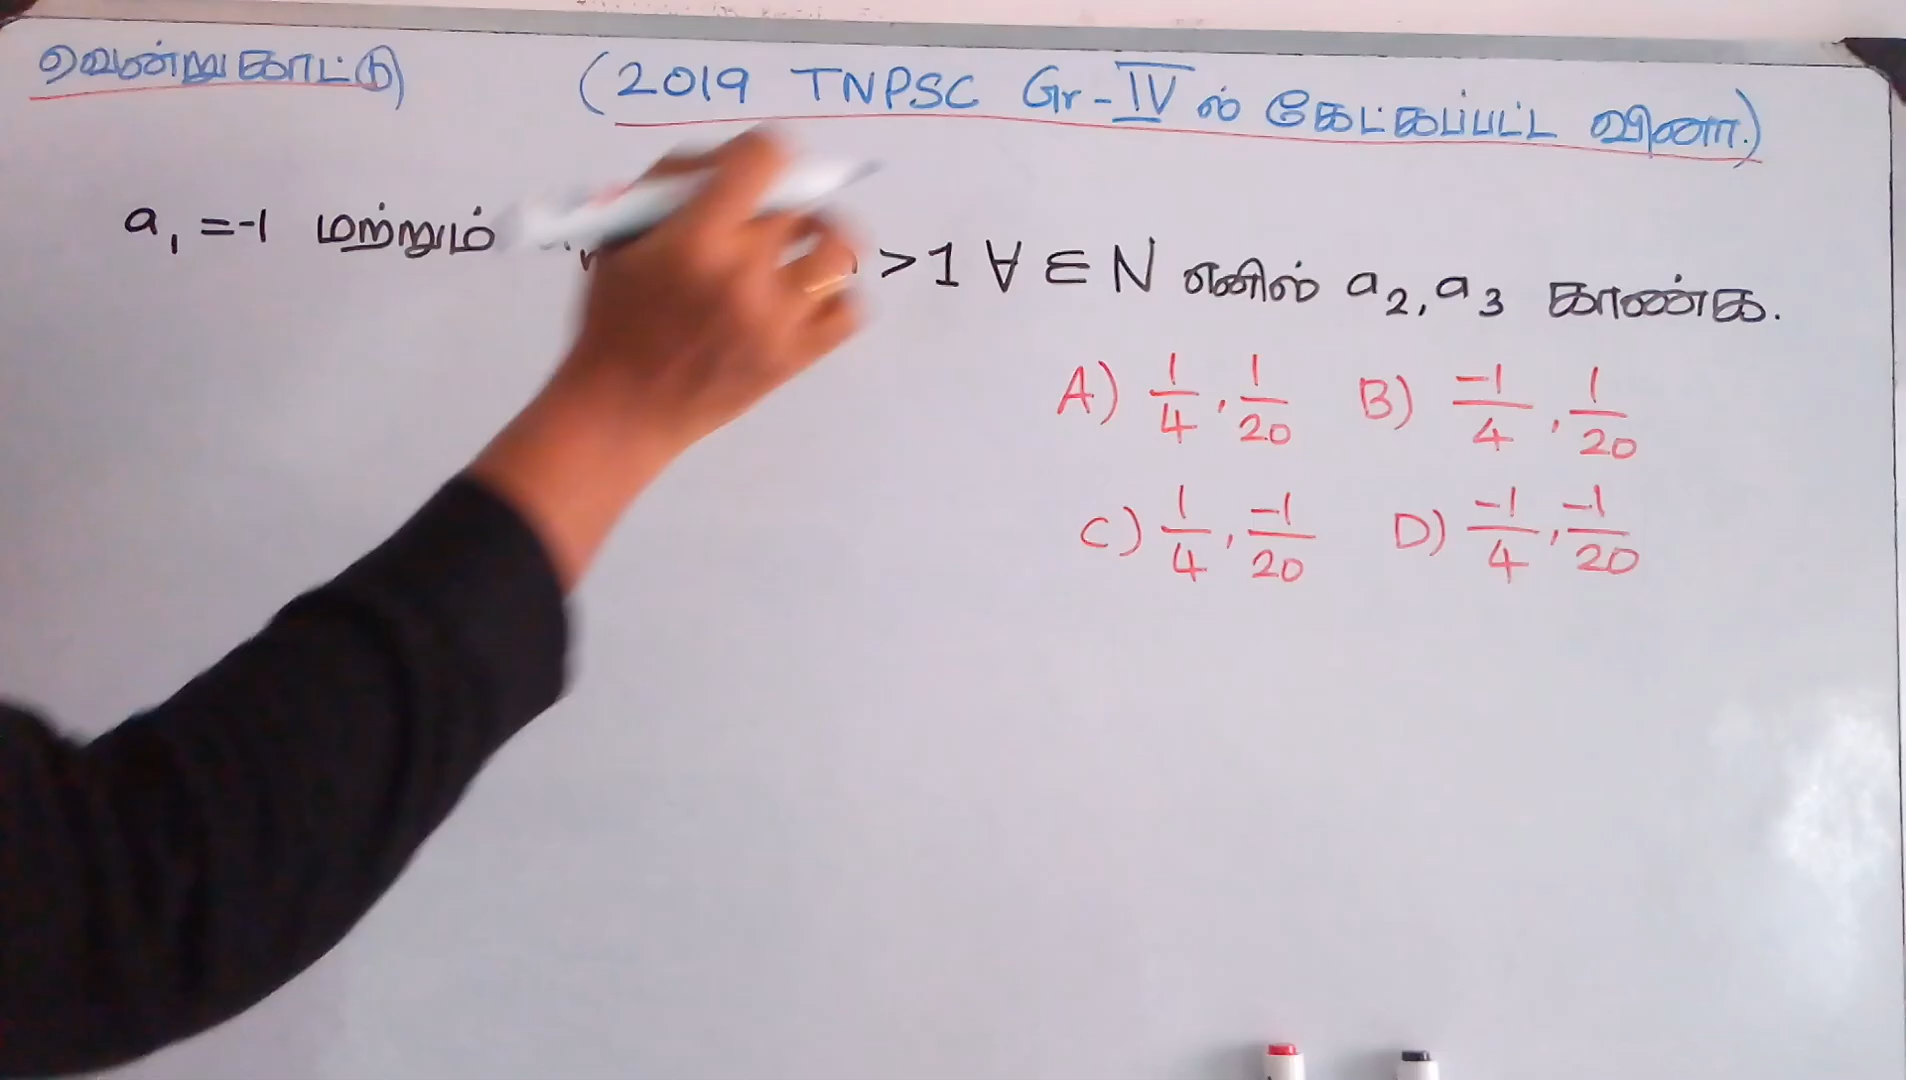 வென்றுகாட்டு (2019 TNPSC Gr-IV ல் கேட்கப்பட்ட வினா.)
a₁ =-1 மற்றும் >1 ∀ ∈ N எனில் a₂, a₃ காண்க.
A) 1/4, 1/20 B) -1/4, 1/20
C) 1/4, -1/20 D) -1/4, -1/20